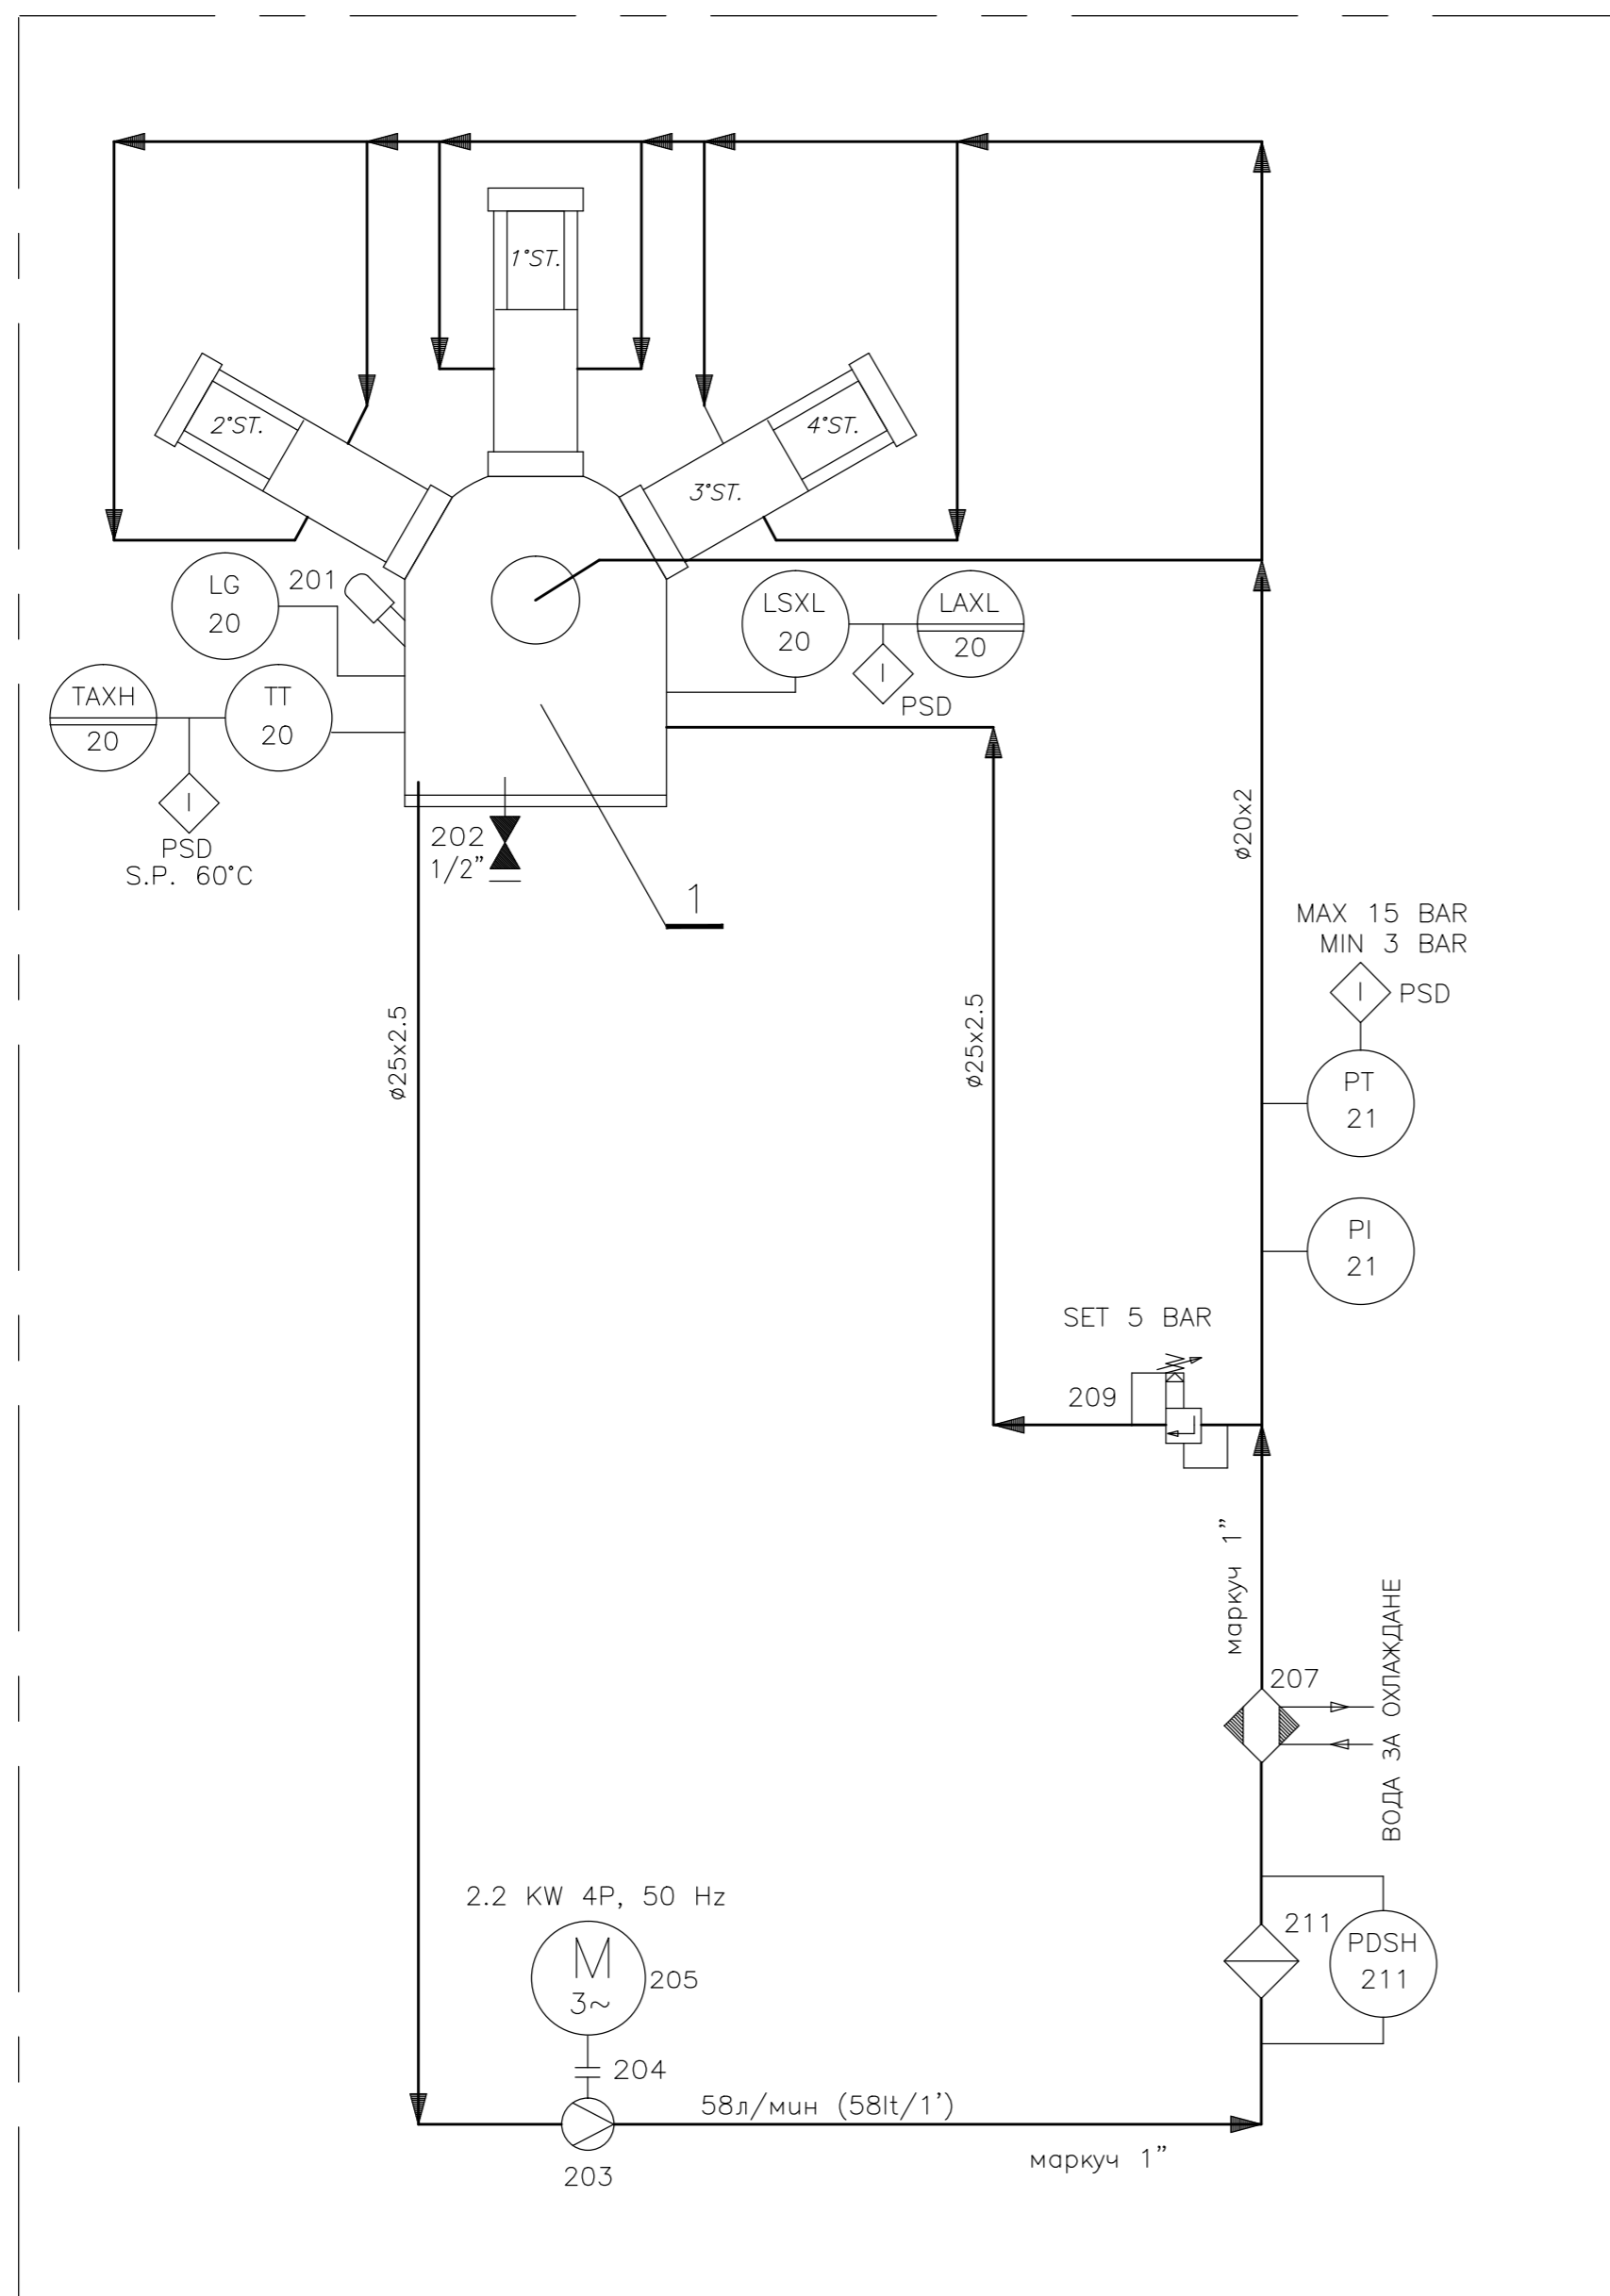 1°ST.
2°ST.
4°ST.
3°ST.
LG
20
201
LSXL
20
LAXL
20
I
PSD
TAXH
20
TT
20
I
PSD
S.P. 60°C
202
1/2”
1
ø20x2
MAX 15 BAR
MIN 3 BAR
I
PSD
ø25x2.5
ø25x2.5
PT
21
PI
21
SET 5 BAR
209
маркуч 1”
207
ВОДА ЗА ОХЛАЖДАНЕ
2.2 KW 4P, 50 Hz
M
3~
205
211
PDSH
211
204
58л/мин (58lt/1’)
203
маркуч 1”